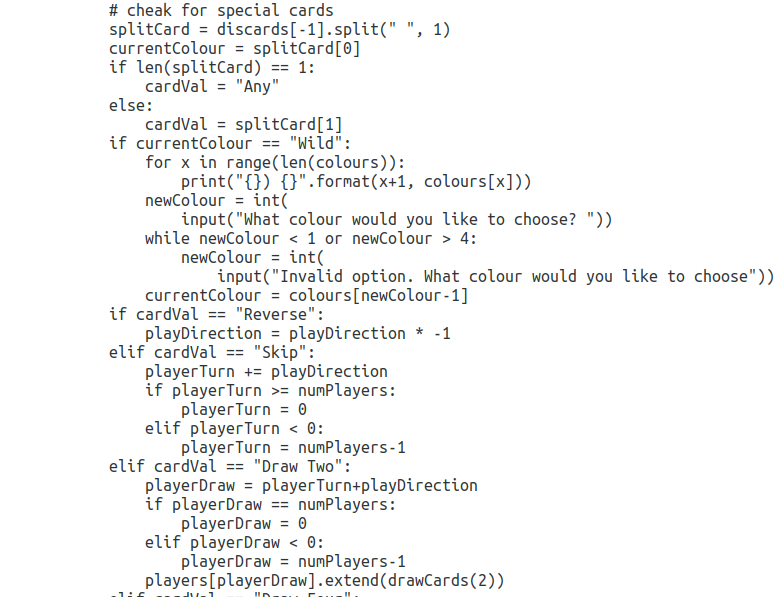 # cheak for special cards
splitCard = discards[-1].split(" ", 1)
currentColour = splitCard[0]
if len(splitCard) == 1:
    cardVal = "Any"
else:
    cardVal = splitCard[1]
if currentColour == "Wild":
    for x in range(len(colours)):
        print("{}) {}".format(x+1, colours[x]))
    newColour = int(
        input("What colour would you like to choose? "))
    while newColour < 1 or newColour > 4:
        newColour = int(
            input("Invalid option. What colour would you like to choose"))
    currentColour = colours[newColour-1]
if cardVal == "Reverse":
    playDirection = playDirection * -1
elif cardVal == "Skip":
    playerTurn += playDirection
    if playerTurn >= numPlayers:
        playerTurn = 0
    elif playerTurn < 0:
        playerTurn = numPlayers-1
elif cardVal == "Draw Two":
    playerDraw = playerTurn+playDirection
    if playerDraw == numPlayers:
        playerDraw = 0
    elif playerDraw < 0:
        playerDraw = numPlayers-1
    players[playerDraw].extend(drawCards(2))
elif cardVal == "Draw Four":